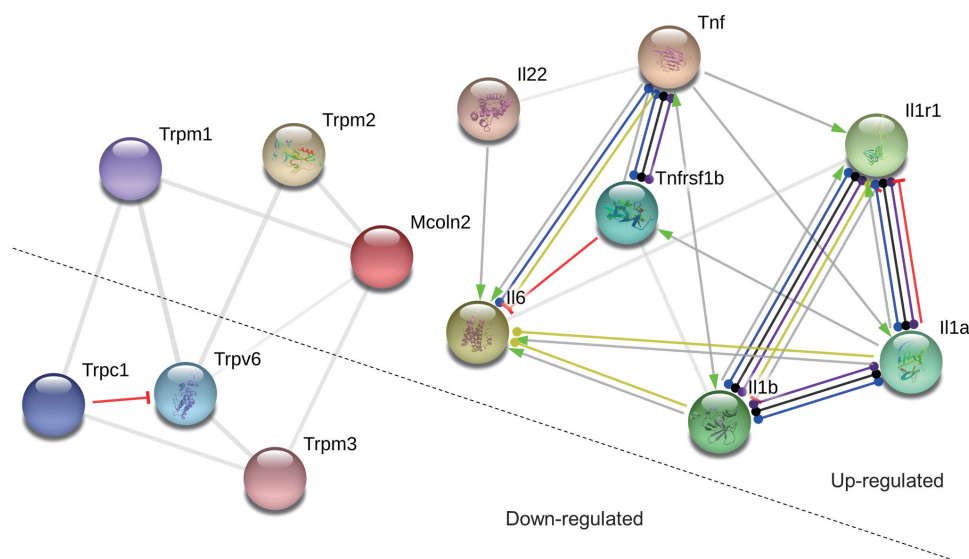 Tnf
Il22
Il1r1
Trpm2
Trpm1
Tnfrsf1b
Mcoln2
Il6
Il1a
Trpv6
Trpc1
Il1b
Trpm3
Up-regulated
Down-regulated